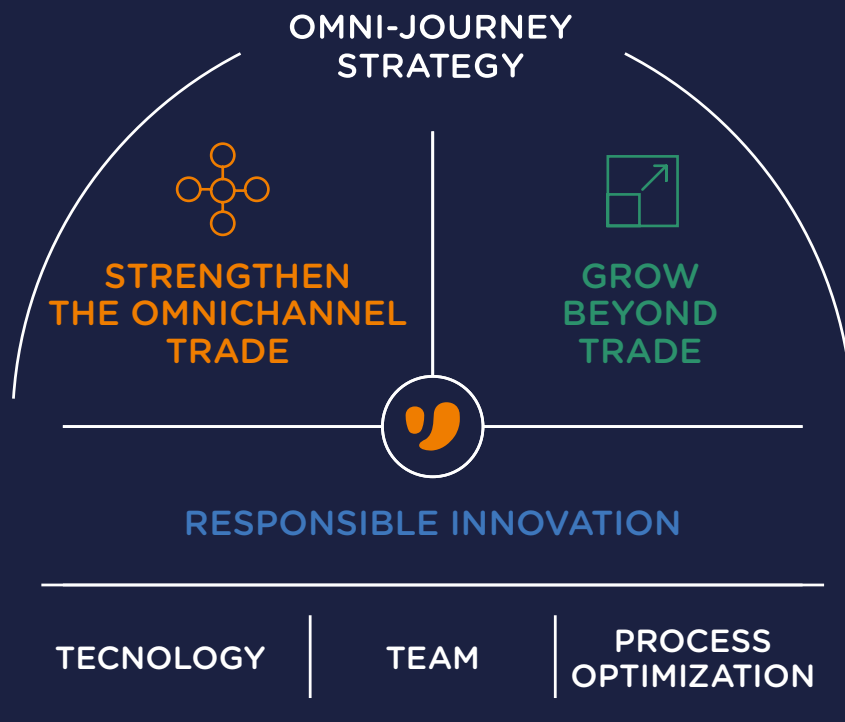 OMNI-JOURNEY
STRATEGY
STRENGTHEN
THE OMNICHANNEL
TRADE
GROW
BEYOND
TRADE
RESPONSIBLE INNOVATION
TECNOLOGY
TEAM
PROCESS
OPTIMIZATION